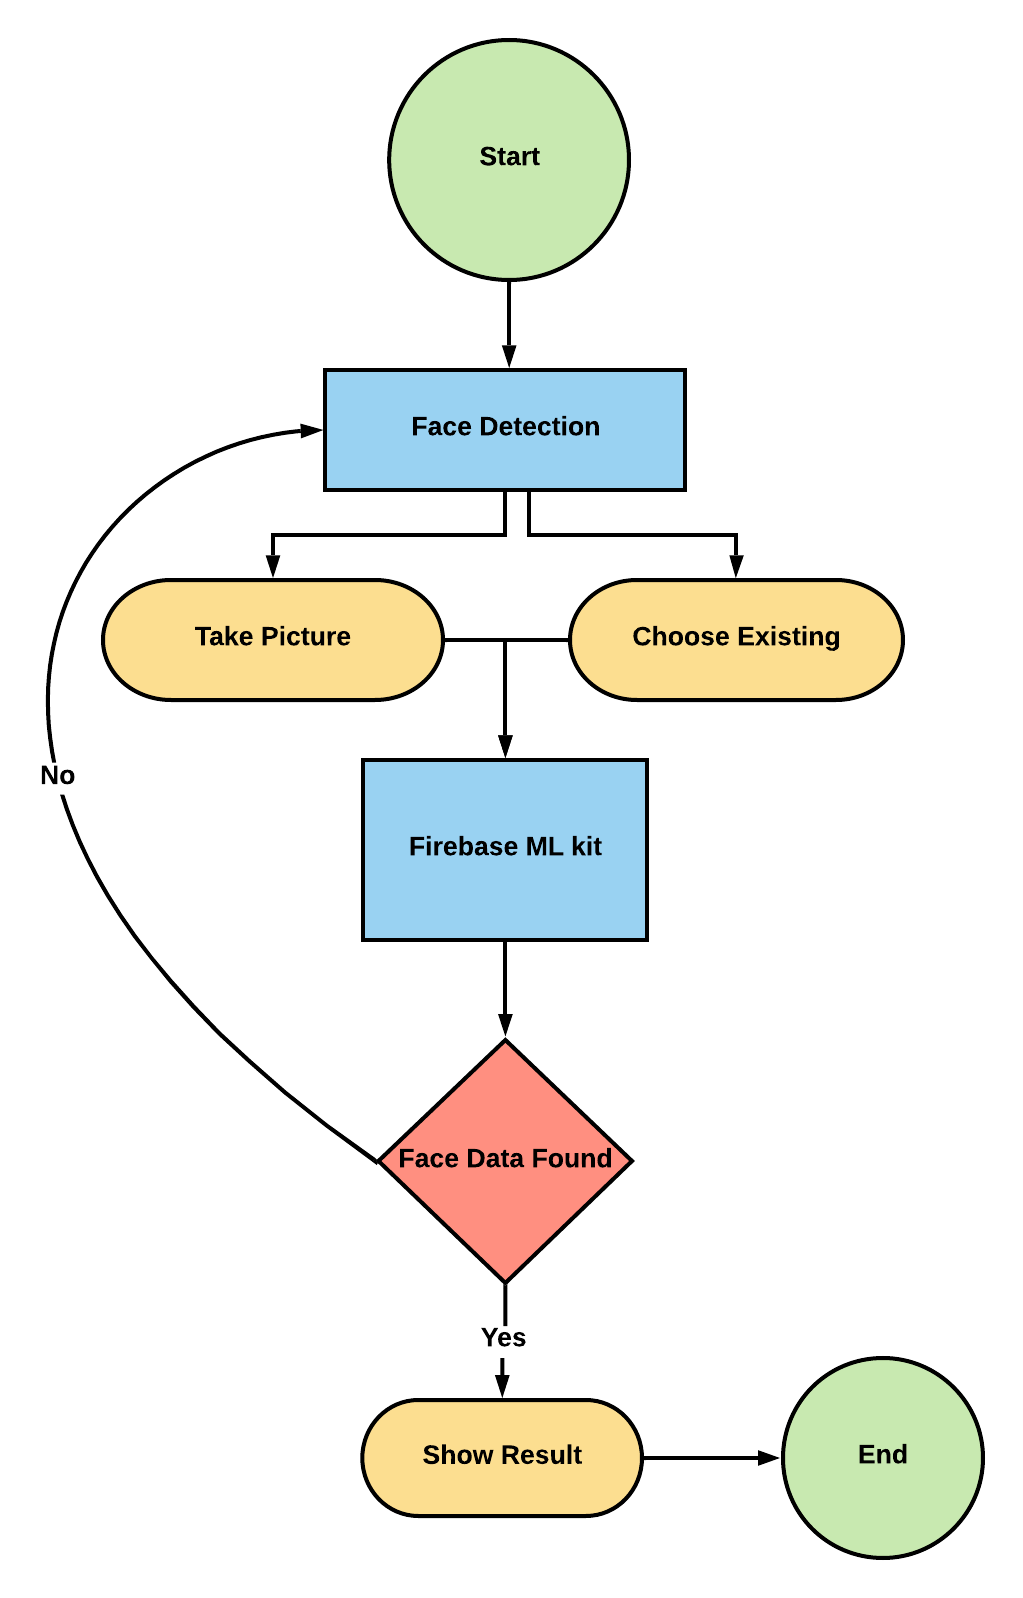 Start
Face Detection
Take Picture
Choose Existing
No
Firebase ML kit
Face Data Found
Yes
Show Result
End